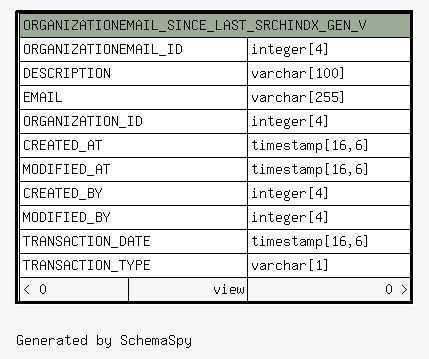 ORGANIZATIONEMAIL_SINCE_LAST_SRCHINDX_GEN_V
ORGANIZATIONEMAIL_ID integer[4]
DESCRIPTION varchar[100]
EMAIL varchar[255]
ORGANIZATION_ID integer[4]
CREATED_AT timestamp[16,6]
MODIFIED_AT timestamp[16,6]
CREATED_BY integer[4]
MODIFIED_BY integer[4]
TRANSACTION_DATE timestamp[16,6]
TRANSACTION_TYPE varchar[1]
< 0 view 0 >
Generated by SchemaSpy